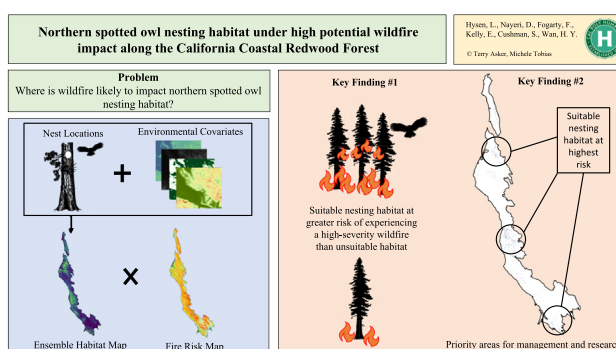 Northern spotted owl nesting habitat under high potential wildfire
impact along the California Coastal Redwood Forest
Hysen, L., Nayeri, D., Fogarty, F.,
Kelly, E., Cushman, S., Wan, H. Y.
© Terry Asker, Michele Tobias
H
Problem
Where is wildfire likely to impact northern spotted owl
nesting habitat?
Nest Locations
Environmental Covariates
+
×
Ensemble Habitat Map
Fire Risk Map
Key Finding #1
Suitable nesting habitat at
greater risk of experiencing
a high-severity wildfire
than unsuitable habitat
Key Finding #2
Suitable
nesting
habitat at
highest
risk
Priority areas for management and research